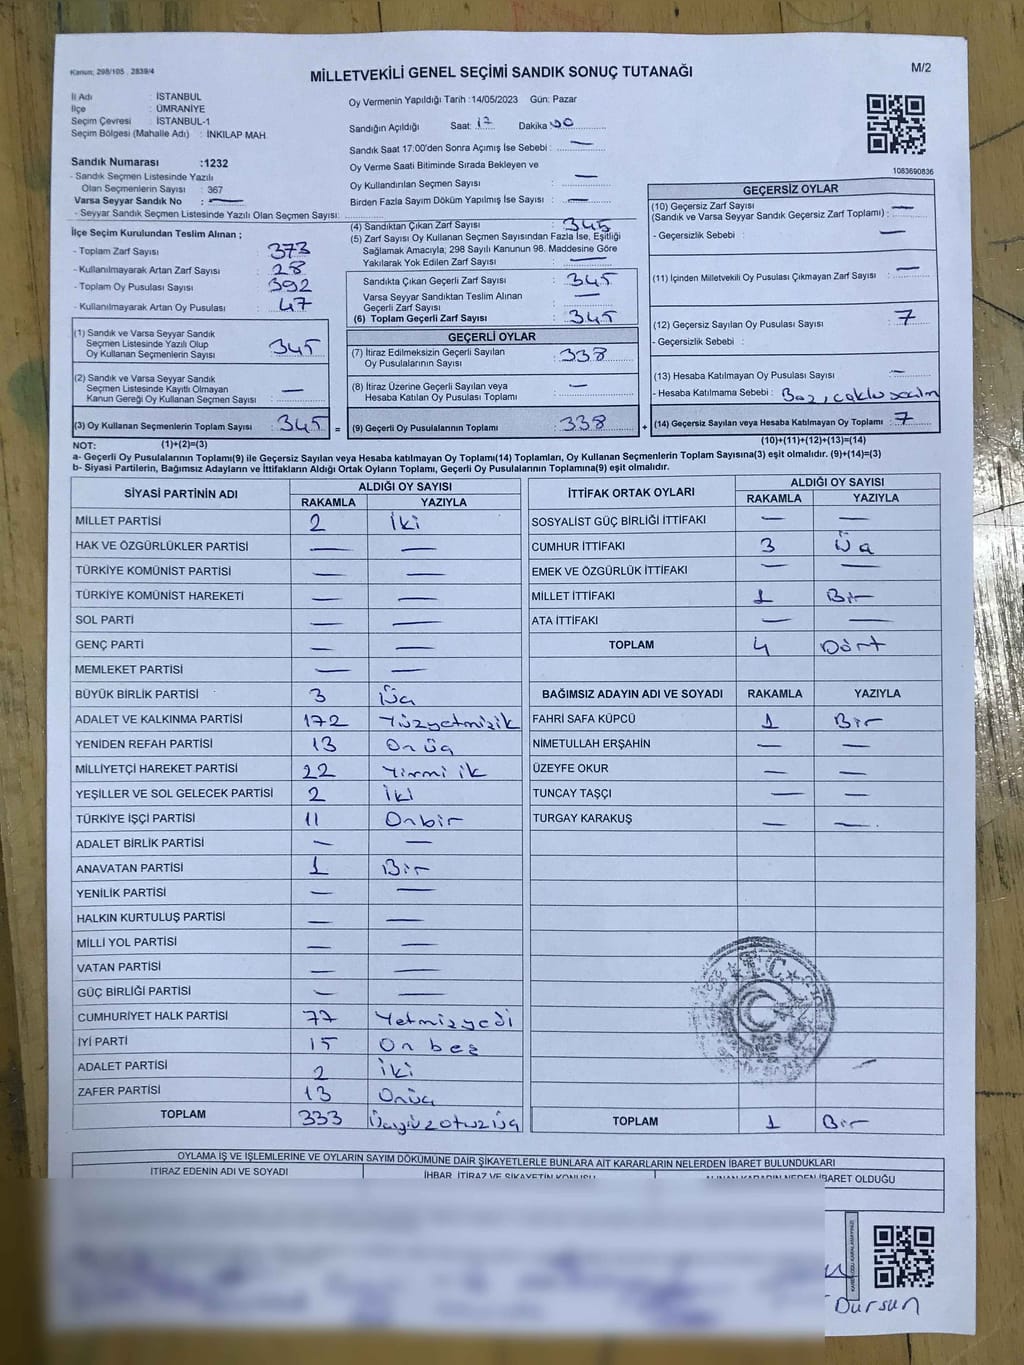 Kanun; 298/105 , 2839/4
MİLLETVEKİLİ GENEL SEÇİMİ SANDIK SONUÇ TUTANAĞI
M/2
İl Adı : İSTANBUL
İlçe : ÜMRANİYE
Seçim Çevresi : İSTANBUL-1
Seçim Bölgesi (Mahalle Adı) : İNKILAP MAH.
Oy Vermenin Yapıldığı Tarih :14/05/2023 Gün: Pazar
Sandığın Açıldığı Saat: 17 Dakika
Sandık Saat 17:00'den Sonra Açımış İse Sebebi : —
Oy Verme Saati Bitiminde Sırada Bekleyen ve
Oy Kullandırılan Seçmen Sayısı : —
Birden Fazla Sayım Döküm Yapılmış İse Sayısı : —
1083690836
Sandık Numarası :1232
- Sandık Seçmen Listesinde Yazılı
Olan Seçmenlerin Sayısı : 367
Varsa Seyyar Sandık No : —
- Seyyar Sandık Seçmen Listesinde Yazılı Olan Seçmen Sayısı:
İlçe Seçim Kurulundan Teslim Alınan :
- Toplam Zarf Sayısı : 373
- Kullanılmayarak Artan Zarf Sayısı : 28
- Toplam Oy Pusulası Sayısı : 392
- Kullanılmayarak Artan Oy Pusulası : 47
(1) Sandık ve Varsa Seyyar Sandık
Seçmen Listesinde Yazılı Olup
Oy Kullanan Seçmenlerin Sayısı : 345
(2) Sandık ve Varsa Seyyar Sandık
Seçmen Listesinde Kayıtlı Olmayan
Kanun Gereği Oy Kullanan Seçmen Sayısı : —
(3) Oy Kullanan Seçmenlerin Toplam Sayısı : 345 =
(4) Sandıktan Çıkan Zarf Sayısı : 345
(5) Zarf Sayısı Oy Kullanan Seçmen Sayısından Fazla İse, Eşitliği
Sağlamak Amacıyla; 298 Sayılı Kanunun 98. Maddesine Göre
Yakılarak Yok Edilen Zarf Sayısı : —
Sandıkta Çıkan Geçerli Zarf Sayısı : 345
Varsa Seyyar Sandıktan Teslim Alınan
Geçerli Zarf Sayısı : —
(6) Toplam Geçerli Zarf Sayısı : 345
GEÇERLİ OYLAR
(7) İtiraz Edilmeksizin Geçerli Sayılan
Oy Pusulalarının Sayısı : 338
(8) İtiraz Üzerine Geçerli Sayılan veya
Hesaba Katılan Oy Pusulası Toplamı : —
(9) Geçerli Oy Pusulalarının Toplamı : 338 +
GEÇERSİZ OYLAR
(10) Geçersiz Zarf Sayısı
(Sandık ve Varsa Seyyar Sandık Geçersiz Zarf Toplamı) : —
- Geçersizlik Sebebi : —
(11) İçinden Milletvekili Oy Pusulası Çıkmayan Zarf Sayısı : —
(12) Geçersiz Sayılan Oy Pusulası Sayısı : 7
- Geçersizlik Sebebi :
(13) Hesaba Katılmayan Oy Pusulası Sayısı : —
- Hesaba Katılmama Sebebi :
(14) Geçersiz Sayılan veya Hesaba Katılmayan Oy Toplamı : 7
NOT: (1)+(2)=(3) (10)+(11)+(12)+(13)=(14)
a- Geçerli Oy Pusulalarının Toplamı(9) ile Geçersiz Sayılan veya Hesaba katılmayan Oy Toplamı(14) Toplamları, Oy Kullanan Seçmenlerin Toplam Sayısına(3) eşit olmalıdır. (9)+(14)=(3)
b- Siyasi Partilerin, Bağımsız Adayların ve İttifakların Aldığı Ortak Oyların Toplamı, Geçerli Oy Pusulalarının Toplamına(9) eşit olmalıdır.
SİYASİ PARTİNİN ADI ALDIĞI OY SAYISI
RAKAMLA YAZIYLA
MİLLET PARTİSİ 2 İki
HAK VE ÖZGÜRLÜKLER PARTİSİ — —
TÜRKİYE KOMÜNİST PARTİSİ — —
TÜRKİYE KOMÜNİST HAREKETİ — —
SOL PARTİ — —
GENÇ PARTİ — —
MEMLEKET PARTİSİ — —
BÜYÜK BİRLİK PARTİSİ 3 Üç
ADALET VE KALKINMA PARTİSİ 172 Yüzyetmişik
YENİDEN REFAH PARTİSİ 13 Onüç
MİLLİYETÇİ HAREKET PARTİSİ 22 Yirmi ik
YEŞİLLER VE SOL GELECEK PARTİSİ 2 İki
TÜRKİYE İŞÇİ PARTİSİ 11 Onbir
ADALET BİRLİK PARTİSİ — —
ANAVATAN PARTİSİ 1 Bir
YENİLİK PARTİSİ — —
HALKIN KURTULUŞ PARTİSİ — —
MİLLİ YOL PARTİSİ — —
VATAN PARTİSİ — —
GÜÇ BİRLİĞİ PARTİSİ — —
CUMHURİYET HALK PARTİSİ 77 Yetmişyedi
İYİ PARTİ 15 On beş
ADALET PARTİSİ 2 İki
ZAFER PARTİSİ 13 Onüç
TOPLAM 333 Üçyüzotuzüç
İTTİFAK ORTAK OYLARI ALDIĞI OY SAYISI
RAKAMLA YAZIYLA
SOSYALİST GÜÇ BİRLİĞİ İTTİFAKI — —
CUMHUR İTTİFAKI 3 Üç
EMEK VE ÖZGÜRLÜK İTTİFAKI — —
MİLLET İTTİFAKI 1 Bir
ATA İTTİFAKI — —
TOPLAM 4 Dört
BAĞIMSIZ ADAYIN ADI VE SOYADI RAKAMLA YAZIYLA
FAHRİ SAFA KÜPCÜ 1 Bir
NİMETULLAH ERŞAHİN — —
ÜZEYFE OKUR — —
TUNCAY TAŞÇI — —
TURGAY KARAKUŞ — —
T.C.
TOPLAM 1 Bir
OYLAMA İŞ VE İŞLEMLERİNE VE OYLARIN SAYIM DÖKÜMÜNE DAİR ŞİKAYETLERLE BUNLARA AİT KARARLARIN NELERDEN İBARET BULUNDUKLARI
İTİRAZ EDENİN ADI VE SOYADI İHBAR, İTİRAZ VE ŞİKAYETİN KONUSU ALINAN KARARIN NEDEN İBARET OLDUĞU
Dursun